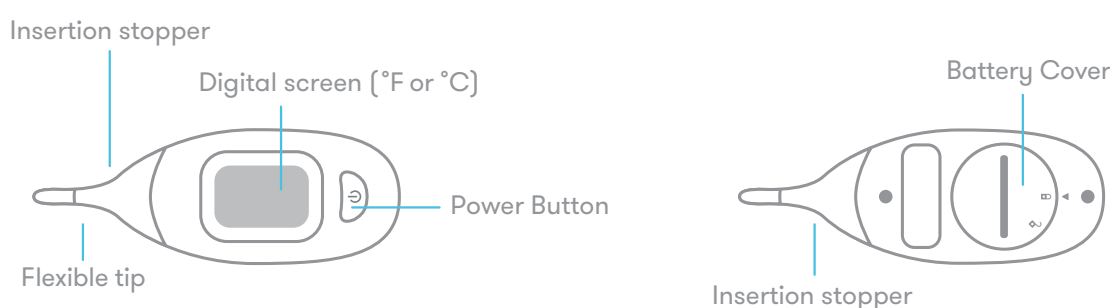 Insertion stopper
Digital screen (°F or °C)
Battery Cover
Power Button
Flexible tip
Insertion stopper